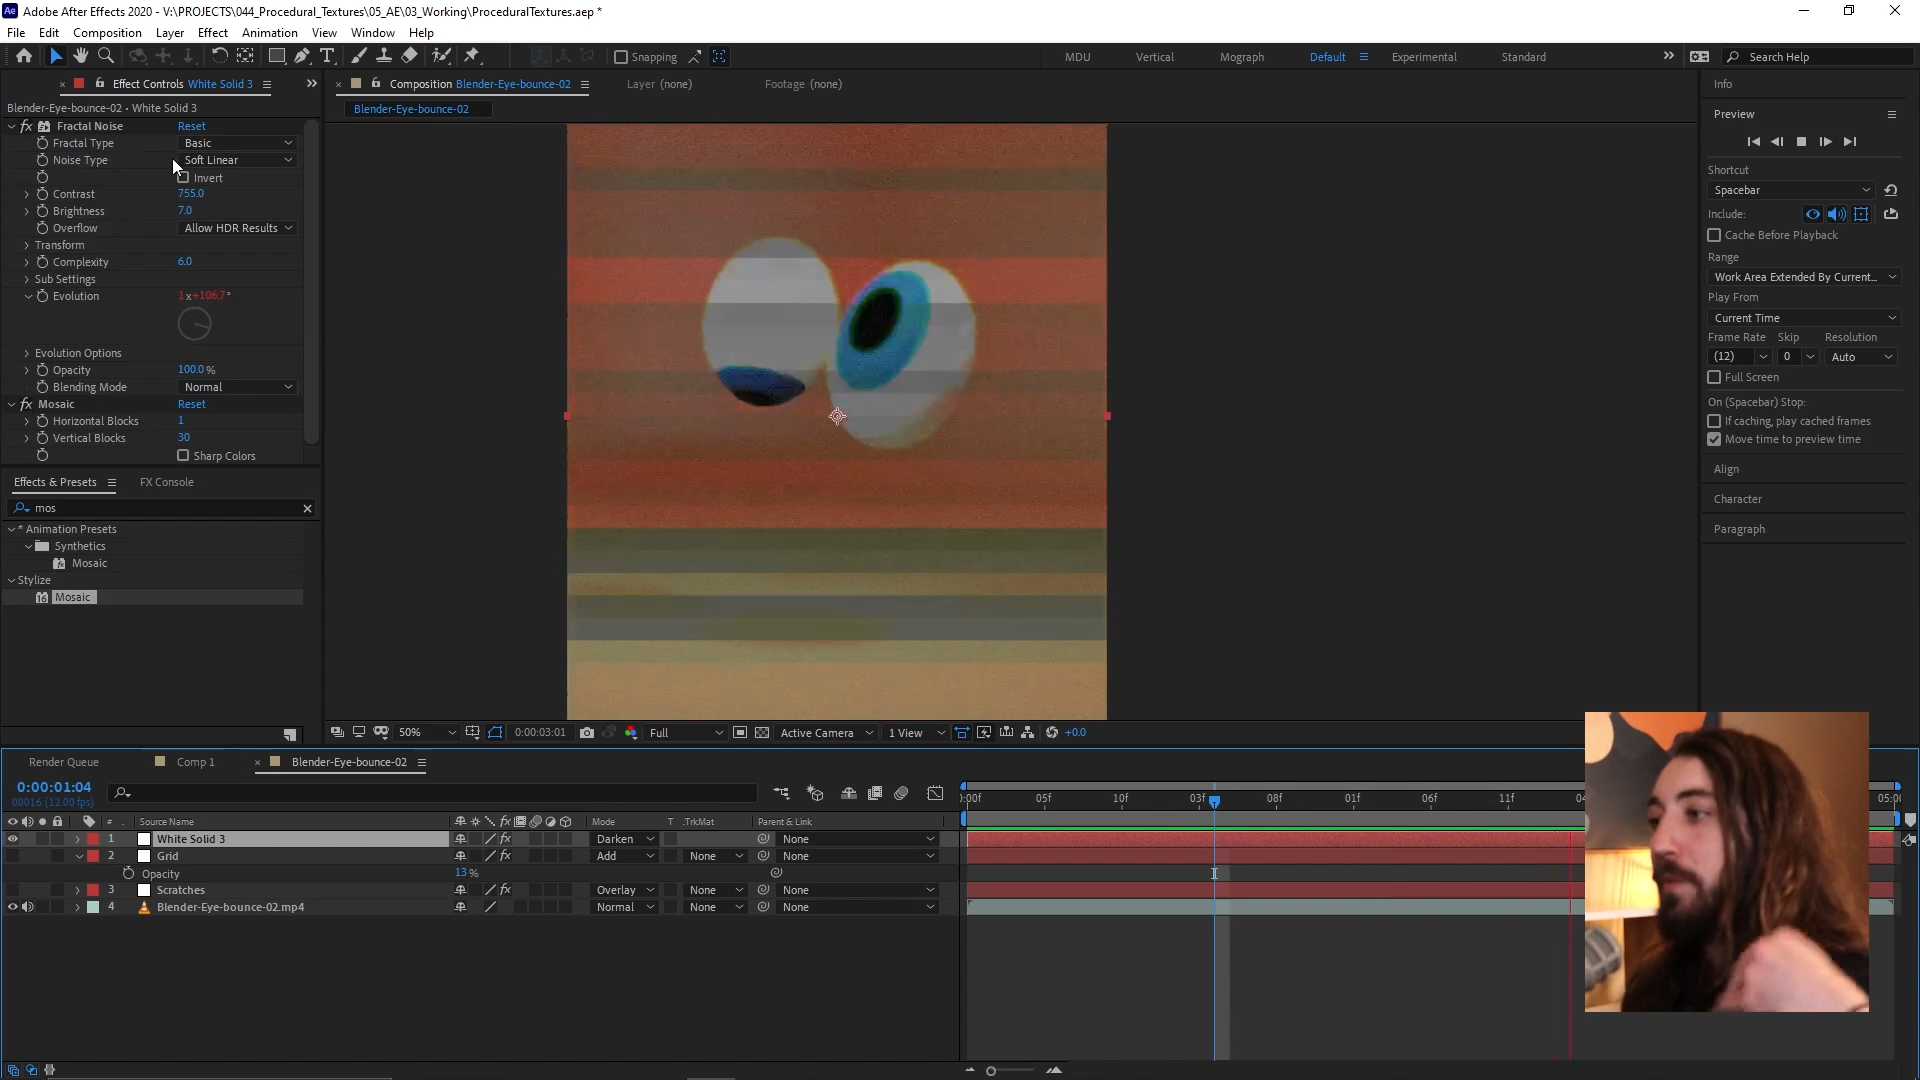 Ae Adobe After Effects 2020 - V:\PROJECTS\044_Procedural_Textures\05_AE\03_Working\ProceduralTextures.aep *
File Edit Composition Layer Effect Animation View Window Help
Snapping MDU Vertical Mograph Default Experimental Standard Search Help
Effect Controls White Solid 3
Composition Blender-Eye-bounce-02 Layer (none) Footage (none)
Blender-Eye-bounce-02 • White Solid 3
Blender-Eye-bounce-02
fx Fractal Noise Reset
Fractal Type Basic
Noise Type Soft Linear
Invert
Contrast 755.0
Brightness 7.0
Overflow Allow HDR Results
Transform
Complexity 6.0
Sub Settings
Evolution 1x+106.7°
Evolution Options
Opacity 100.0 %
Blending Mode Normal
fx Mosaic Reset
Horizontal Blocks 1
Vertical Blocks 30
Sharp Colors
Effects & Presets FX Console
mos
* Animation Presets
Synthetics
Mosaic
Stylize
16 Mosaic
50% 0:00:03:01 Full Active Camera 1 View +0.0
Info
Preview
Shortcut
Spacebar
Include:
Cache Before Playback
Range
Work Area Extended By Current...
Play From
Current Time
Frame Rate Skip Resolution
(12) 0 Auto
Full Screen
On (Spacebar) Stop:
If caching, play cached frames
Move time to preview time
Align
Character
Paragraph
Render Queue Comp 1 Blender-Eye-bounce-02
0:00:01:04
00016 (12.00 fps)
):00f 05f 10f 03f 08f 01f 06f 11f 04 05:0(
# Source Name fx Mode T .TrkMat Parent & Link
1 White Solid 3 fx Darken None
2 Grid fx Add None None
Opacity 13 %
3 Scratches fx Overlay None None
4 Blender-Eye-bounce-02.mp4 Normal None None